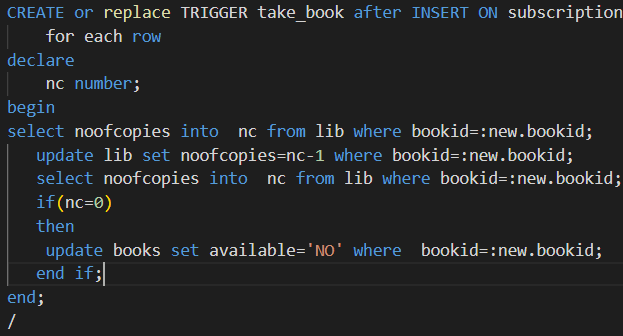 CREATE or replace TRIGGER take_book after INSERT ON subscription
for each row
declare
nc number;
begin
select noofcopies into  nc from lib where bookid=:new.bookid;
update lib set noofcopies=nc-1 where bookid=:new.bookid;
select noofcopies into  nc from lib where bookid=:new.bookid;
if(nc=0)
then
update books set available='NO' where  bookid=:new.bookid;
end if;
end;
/